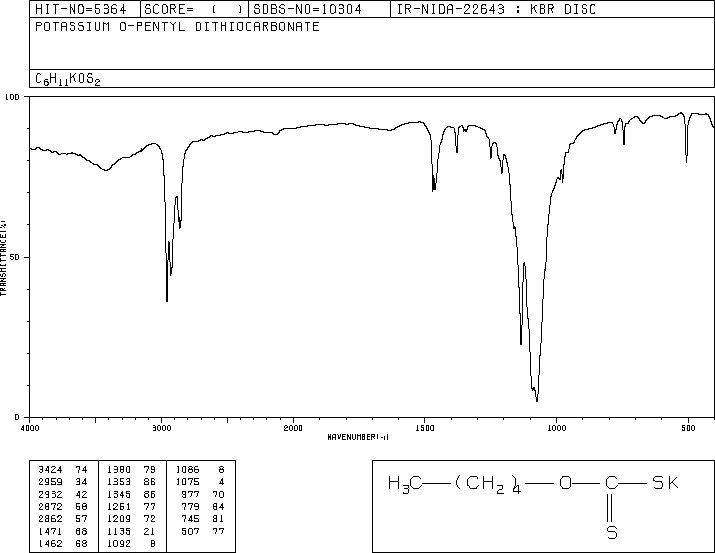 HIT-NO=5364 SCORE= ( ) SDBS-NO=10304 IR-NIDA-22643 : KBR DISC
POTASSIUM O-PENTYL DITHIOCARBONATE
C6H11KOS2
100
50
0
TRANSMITTANCE(%)
4000 3000 2000 1500 1000 500
WAVENUMBER(-1)
3424 74 1380 79 1086 8
2959 34 1353 86 1075 4
2932 42 1345 86 977 70
2872 60 1251 77 779 84
2862 57 1209 72 745 81
1471 68 1135 21 507 77
1462 68 1092 8
H3C (CH2)4 O C SK
S